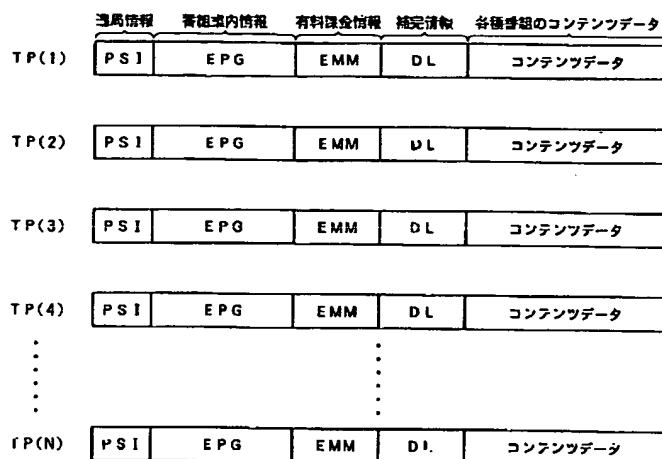 選局情報 番組案内情報 有料課金情報 補完情報 各種番組のコンテンツデータ
TP(1) PSI EPG EMM DL コンテンツデータ
TP(2) PSI EPG EMM DL コンテンツデータ
TP(3) PSI EPG EMM DL コンテンツデータ
TP(4) PSI EPG EMM DL コンテンツデータ
TP(N) PSI EPG EMM DL コンテンツデータ